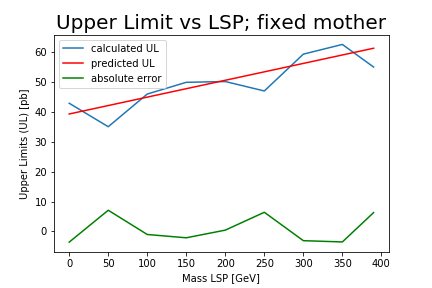 Upper Limit vs LSP; fixed mother
calculated UL
predicted UL
absolute error
60
50
40
30
20
10
0
Upper Limits (UL) [pb]
0 50 100 150 200 250 300 350 400
Mass LSP [GeV]